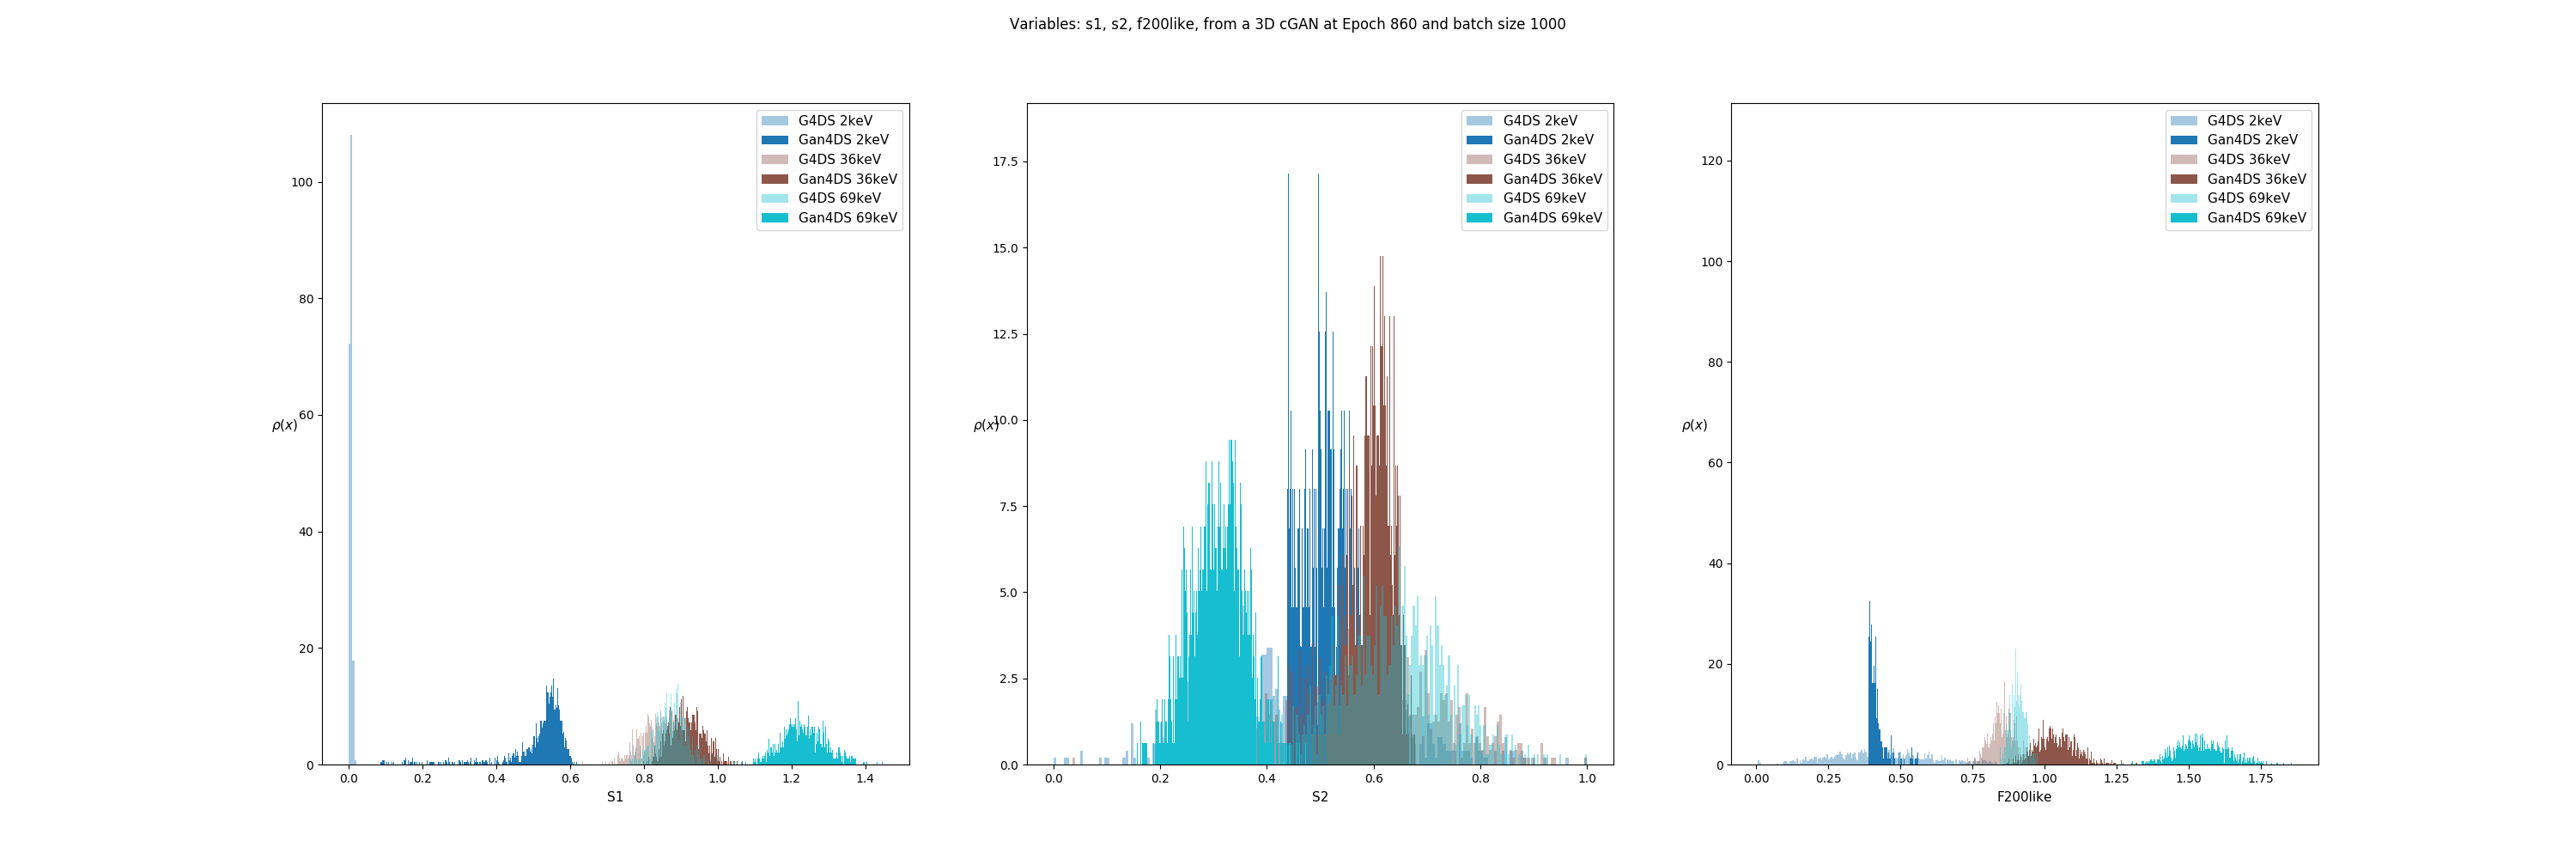 Variables: s1, s2, f200like, from a 3D cGAN at Epoch 860 and batch size 1000
G4DS 2keV
Gan4DS 2keV
G4DS 36keV
Gan4DS 36keV
G4DS 69keV
Gan4DS 69keV
100
80
60
40
20
0
ρ(x)
0.0 0.2 0.4 0.6 0.8 1.0 1.2 1.4
S1
G4DS 2keV
Gan4DS 2keV
G4DS 36keV
Gan4DS 36keV
G4DS 69keV
Gan4DS 69keV
17.5
15.0
12.5
10.0
7.5
5.0
2.5
0.0
ρ(x)
0.0 0.2 0.4 0.6 0.8 1.0
S2
G4DS 2keV
Gan4DS 2keV
G4DS 36keV
Gan4DS 36keV
G4DS 69keV
Gan4DS 69keV
120
100
80
60
40
20
0
ρ(x)
0.00 0.25 0.50 0.75 1.00 1.25 1.50 1.75
F200like